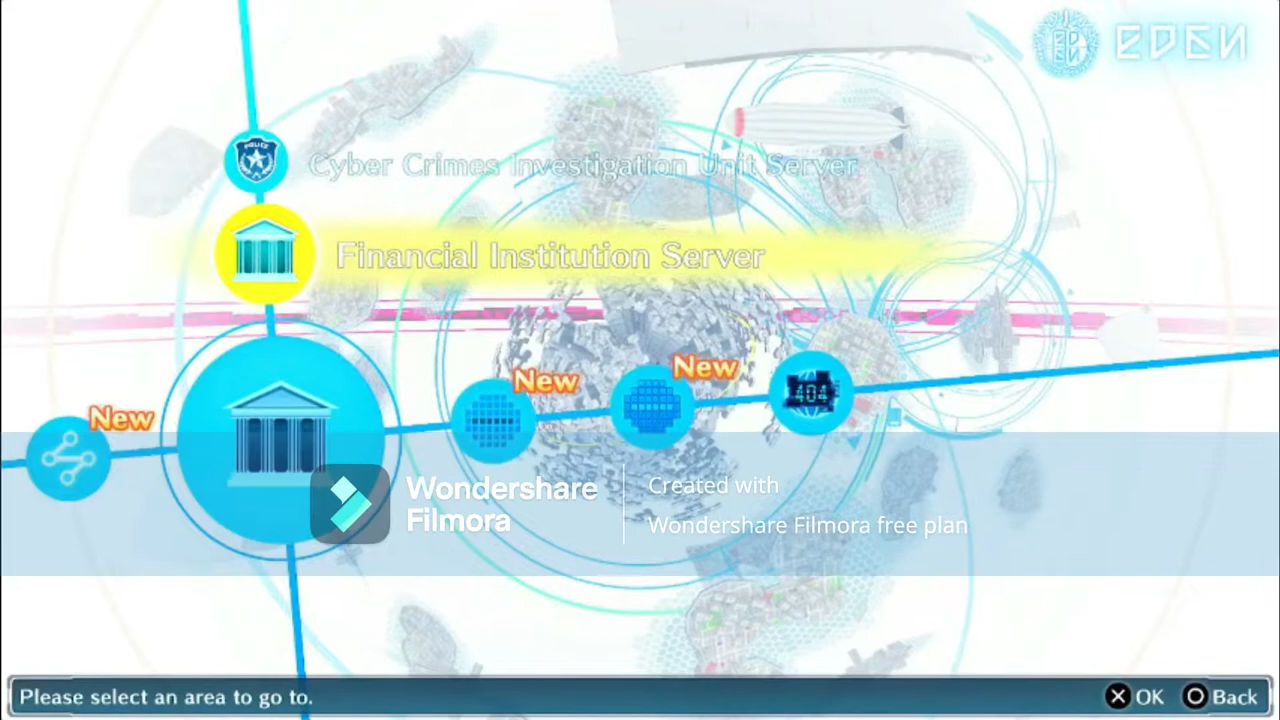 EDEN
POLICE
Cyber Crimes Investigation Unit Server
Financial Institution Server
New
New
New
404
Wondershare
Filmora
Created with
Wondershare Filmora free plan
Please select an area to go to.
OK
Back